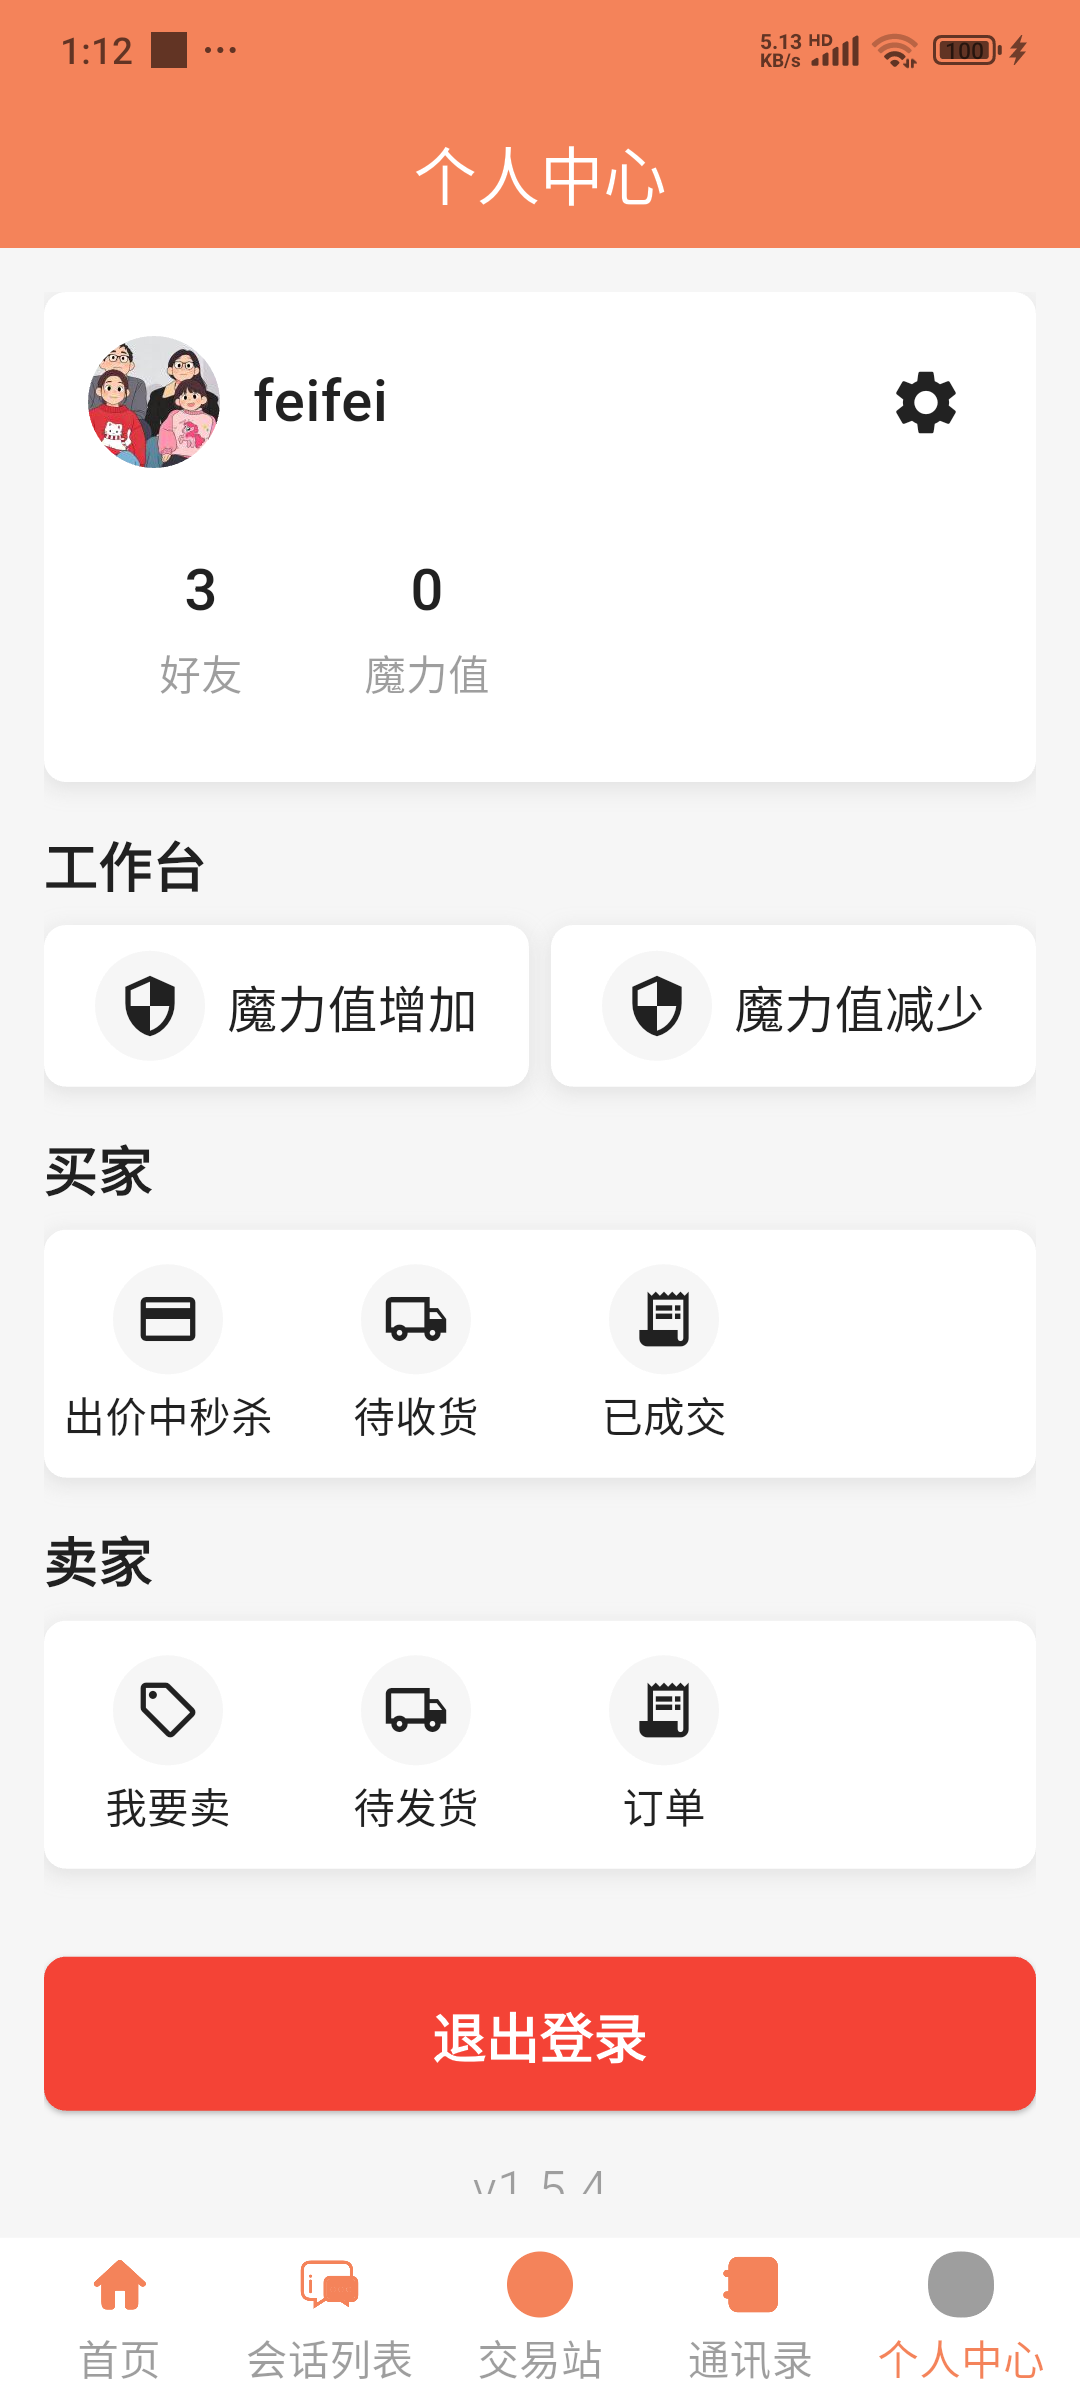 1:12 ···
5.13 KB/s HD 100
个人中心
feifei
3 0
好友 魔力值
工作台
魔力值增加 魔力值减少
买家
出价中秒杀 待收货 已成交
卖家
我要卖 待发货 订单
退出登录
v1.5.4
首页 会话列表 交易站 通讯录 个人中心